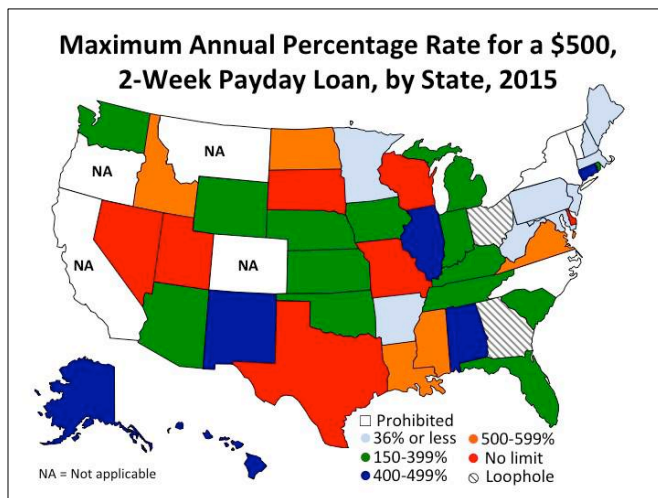 Maximum Annual Percentage Rate for a $500,
2-Week Payday Loan, by State, 2015
NA
NA
NA
NA
Prohibited
36% or less
500-599%
150-399%
No limit
400-499%
Loophole
NA = Not applicable